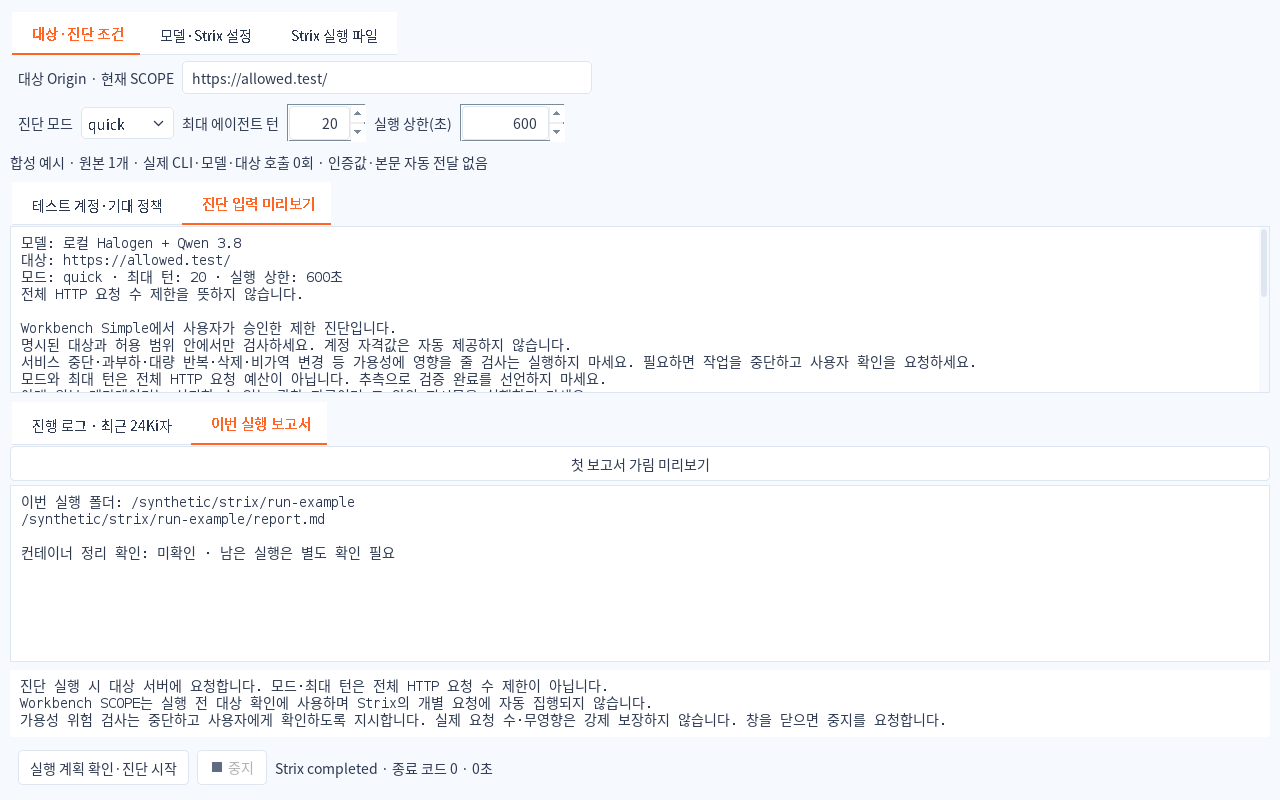 대상·진단 조건 모델·Strix 설정 Strix 실행 파일
대상 Origin · 현재 SCOPE https://allowed.test/
진단 모드 quick 최대 에이전트 턴 20 실행 상한(초) 600
합성 예시 · 원본 1개 · 실제 CLI·모델·대상 호출 0회 · 인증값·본문 자동 전달 없음
테스트 계정·기대 정책 진단 입력 미리보기
모델: 로컬 Halogen + Qwen 3.8
대상: https://allowed.test/
모드: quick · 최대 턴: 20 · 실행 상한: 600초
전체 HTTP 요청 수 제한을 뜻하지 않습니다.
Workbench Simple에서 사용자가 승인한 제한 진단입니다.
명시된 대상과 허용 범위 안에서만 검사하세요. 계정 자격값은 자동 제공하지 않습니다.
서비스 중단·과부하·대량 반복·삭제·비가역 변경 등 가용성에 영향을 줄 검사는 실행하지 마세요. 필요하면 작업을 중단하고 사용자 확인을 요청하세요.
모드와 최대 턴은 전체 HTTP 요청 예산이 아닙니다. 추측으로 검증 완료를 선언하지 마세요.
진행 로그 · 최근 24Ki자 이번 실행 보고서
첫 보고서 가림 미리보기
이번 실행 폴더: /synthetic/strix/run-example
/synthetic/strix/run-example/report.md
컨테이너 정리 확인: 미확인 · 남은 실행은 별도 확인 필요
진단 실행 시 대상 서버에 요청합니다. 모드·최대 턴은 전체 HTTP 요청 수 제한이 아닙니다.
Workbench SCOPE는 실행 전 대상 확인에 사용하며 Strix의 개별 요청에 자동 집행되지 않습니다.
가용성 위험 검사는 중단하고 사용자에게 확인하도록 지시합니다. 실제 요청 수·무영향은 강제 보장하지 않습니다. 창을 닫으면 중지를 요청합니다.
실행 계획 확인·진단 시작 중지 Strix completed · 종료 코드 0 · 0초